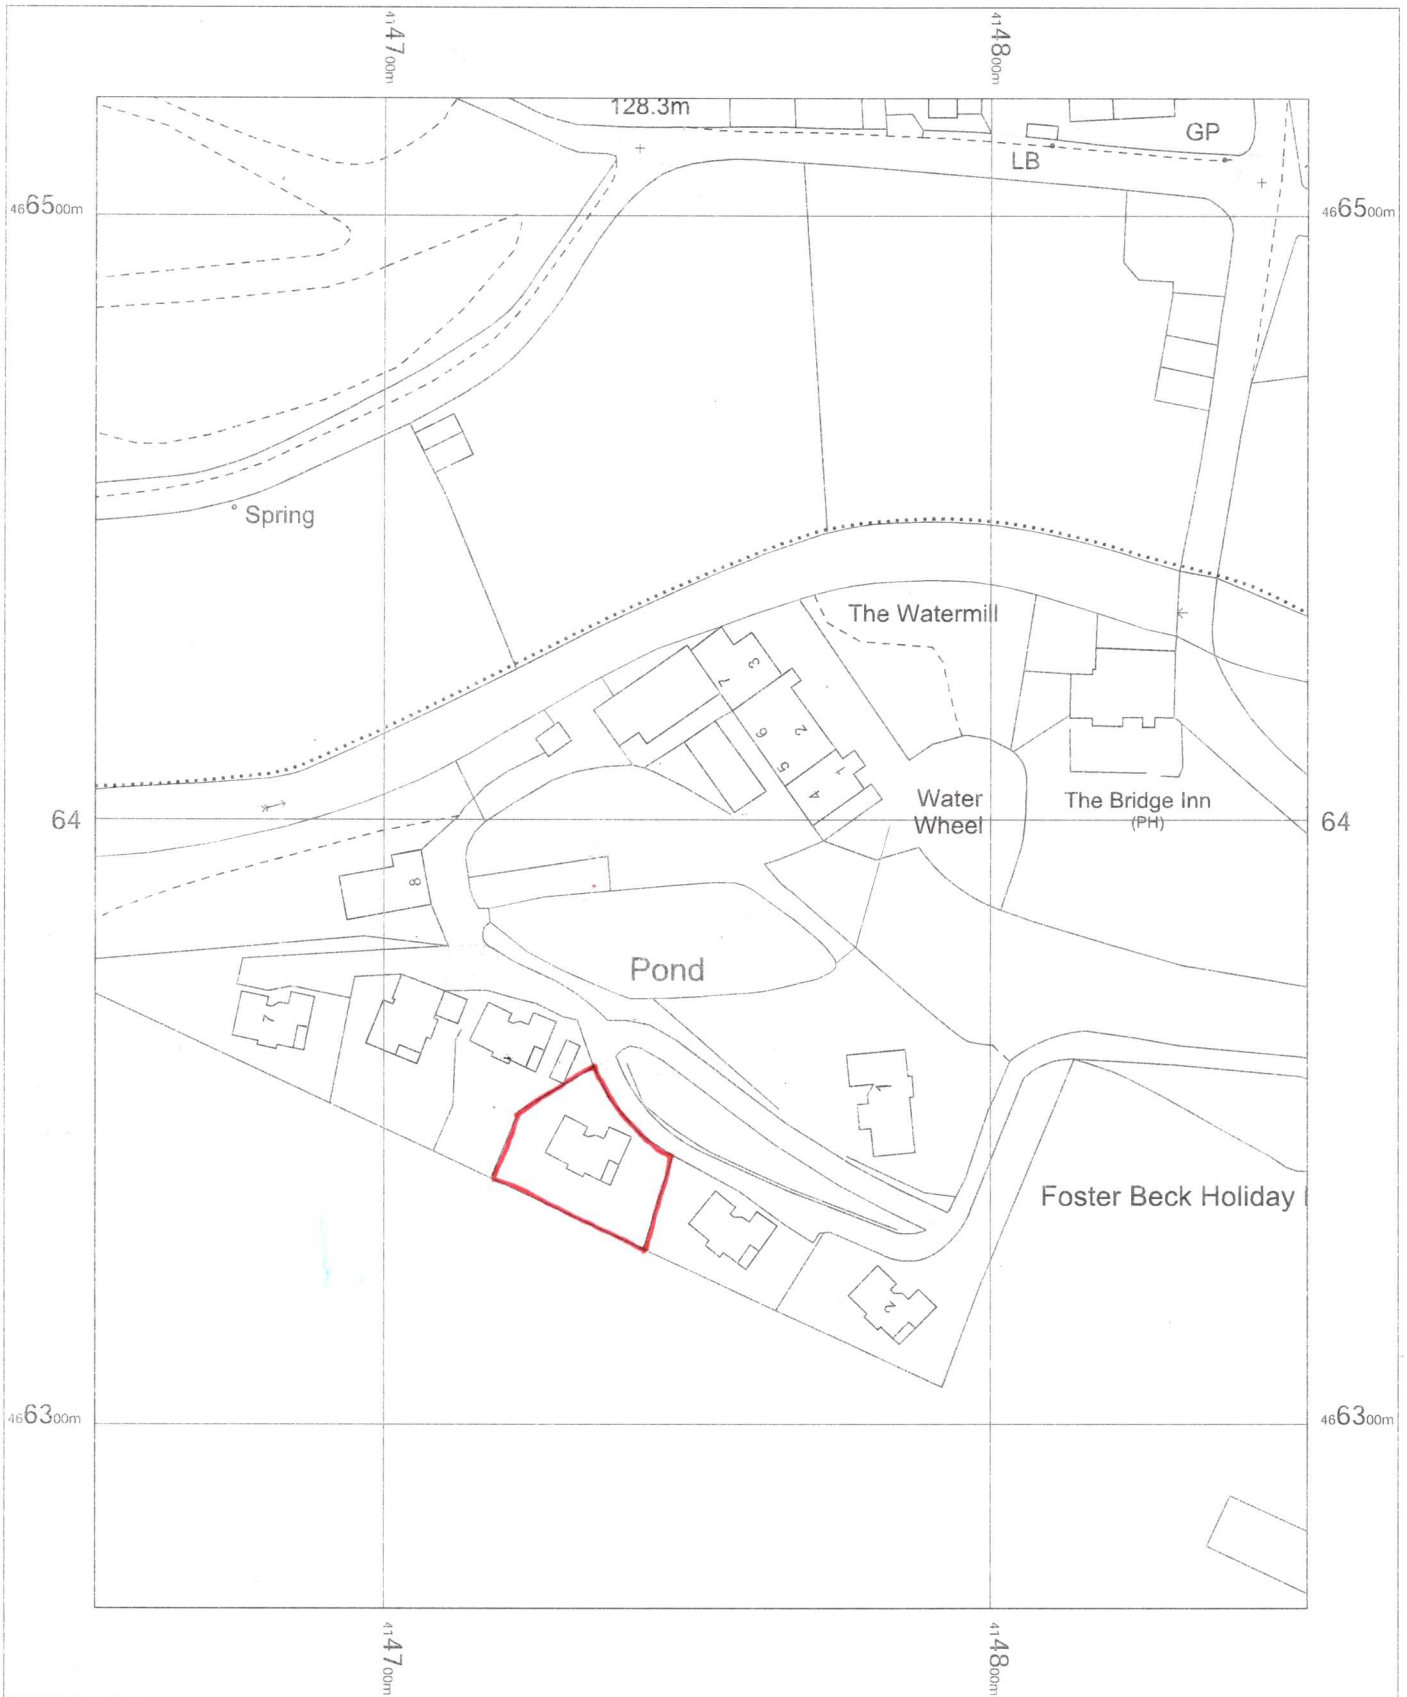 414700m
414800m
128.3m
GP
LB
466500m
466500m
Spring
The Watermill
3
7
2
6
5
1
4
Water
Wheel
The Bridge Inn
(PH)
64
64
8
Pond
7
1
Foster Beck Holiday
2
466300m
466300m
414700m
414800m